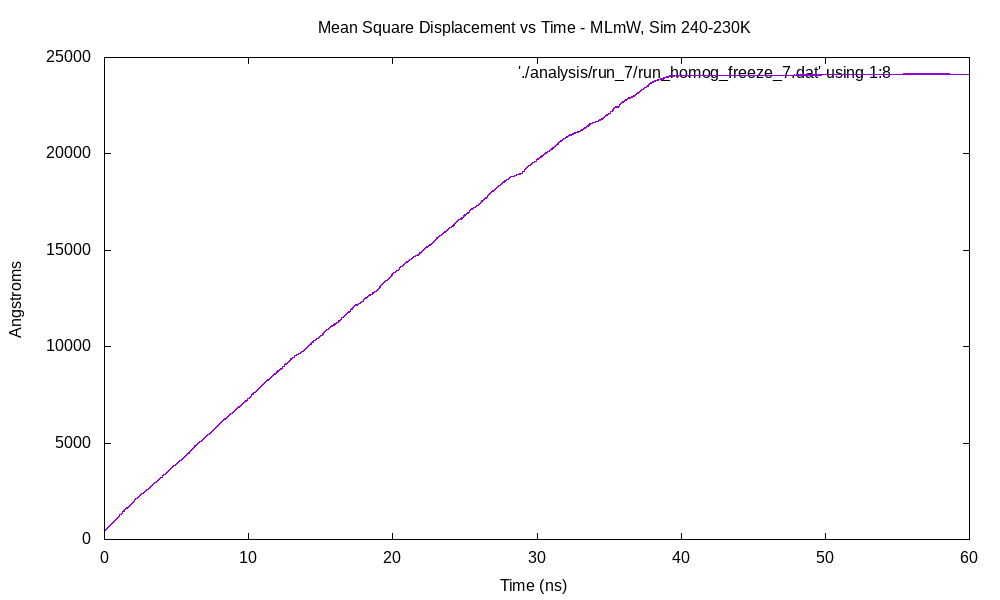 Mean Square Displacement vs Time - MLmW, Sim 240-230K
'./analysis/run_7/run_homog_freeze_7.dat' using 1:8
25000
20000
15000
10000
5000
0
Angstroms
0 10 20 30 40 50 60
Time (ns)